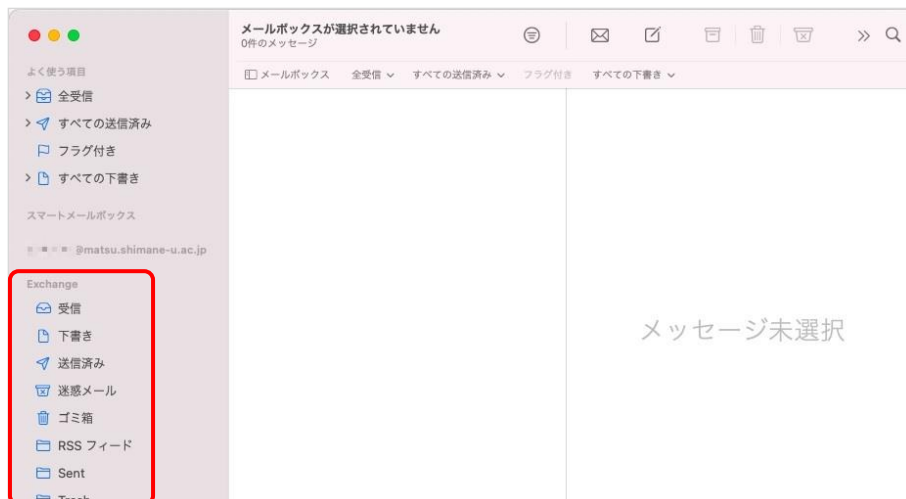 メールボックスが選択されていません
0件のメッセージ
メールボックス 全受信 すべての送信済み フラグ付き すべての下書き
よく使う項目
全受信
すべての送信済み
フラグ付き
すべての下書き
スマートメールボックス
@matsu.shimane-u.ac.jp
Exchange
受信
下書き
送信済み
迷惑メール
ゴミ箱
RSS フィード
Sent
Trash
メッセージ未選択